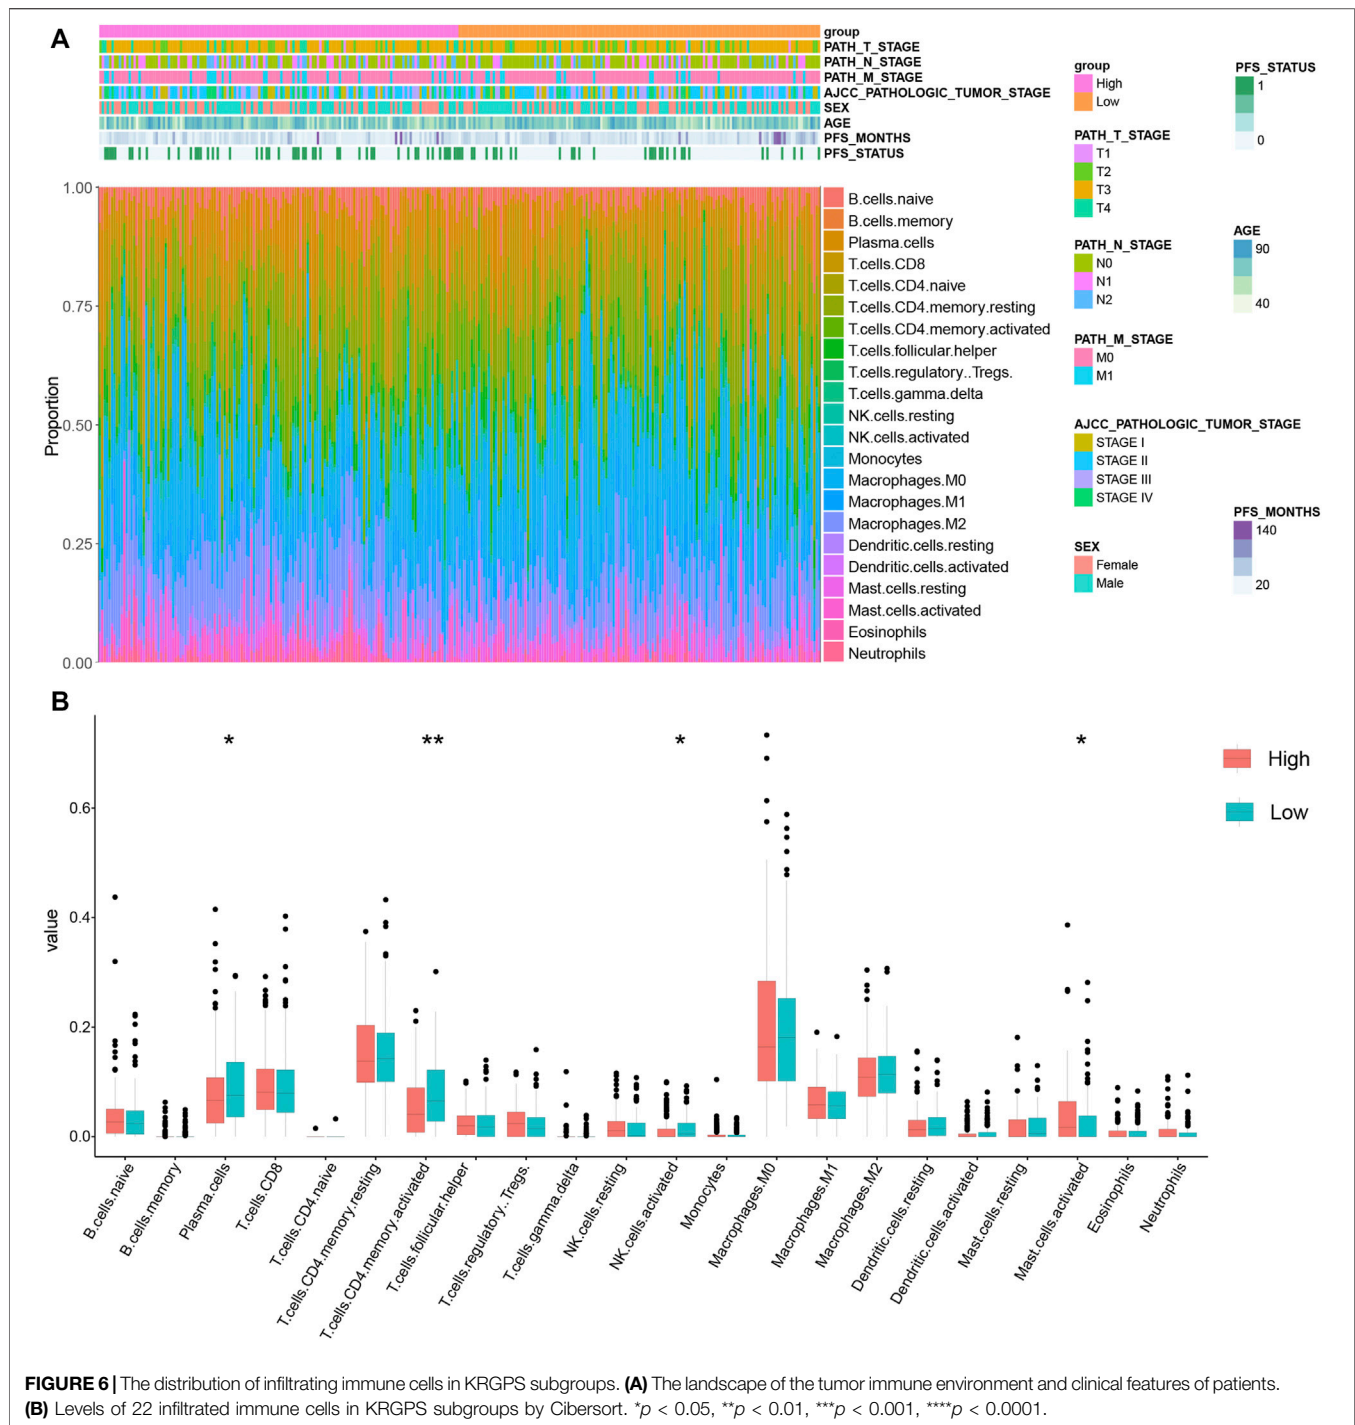 A
group
PATH_T_STAGE
PATH_N_STAGE
PATH_M_STAGE
AJCC_PATHOLOGIC_TUMOR_STAGE
SEX
AGE
PFS_MONTHS
PFS_STATUS
1.00
0.75
0.50
0.25
0.00
Proportion
B.cells.naive
B.cells.memory
Plasma.cells
T.cells.CD8
T.cells.CD4.naive
T.cells.CD4.memory.resting
T.cells.CD4.memory.activated
T.cells.follicular.helper
T.cells.regulatory..Tregs.
T.cells.gamma.delta
NK.cells.resting
NK.cells.activated
Monocytes
Macrophages.M0
Macrophages.M1
Macrophages.M2
Dendritic.cells.resting
Dendritic.cells.activated
Mast.cells.resting
Mast.cells.activated
Eosinophils
Neutrophils
group
High
Low
PATH_T_STAGE
T1
T2
T3
T4
PATH_N_STAGE
N0
N1
N2
PATH_M_STAGE
M0
M1
AJCC_PATHOLOGIC_TUMOR_STAGE
STAGE I
STAGE II
STAGE III
STAGE IV
SEX
Female
Male
PFS_STATUS
1
0
AGE
90
40
PFS_MONTHS
140
20
B
* ** * *
High
Low
0.6
0.4
0.2
0.0
value
B.cells.naive
B.cells.memory
Plasma.cells
T.cells.CD8
T.cells.CD4.naive
T.cells.CD4.memory.resting
T.cells.CD4.memory.activated
T.cells.follicular.helper
T.cells.regulatory..Tregs.
T.cells.gamma.delta
NK.cells.resting
NK.cells.activated
Monocytes
Macrophages.M0
Macrophages.M1
Macrophages.M2
Dendritic.cells.resting
Dendritic.cells.activated
Mast.cells.resting
Mast.cells.activated
Eosinophils
Neutrophils
FIGURE 6 | The distribution of infiltrating immune cells in KRGPS subgroups. (A) The landscape of the tumor immune environment and clinical features of patients.
(B) Levels of 22 infiltrated immune cells in KRGPS subgroups by Cibersort. *p < 0.05, **p < 0.01, ***p < 0.001, ****p < 0.0001.